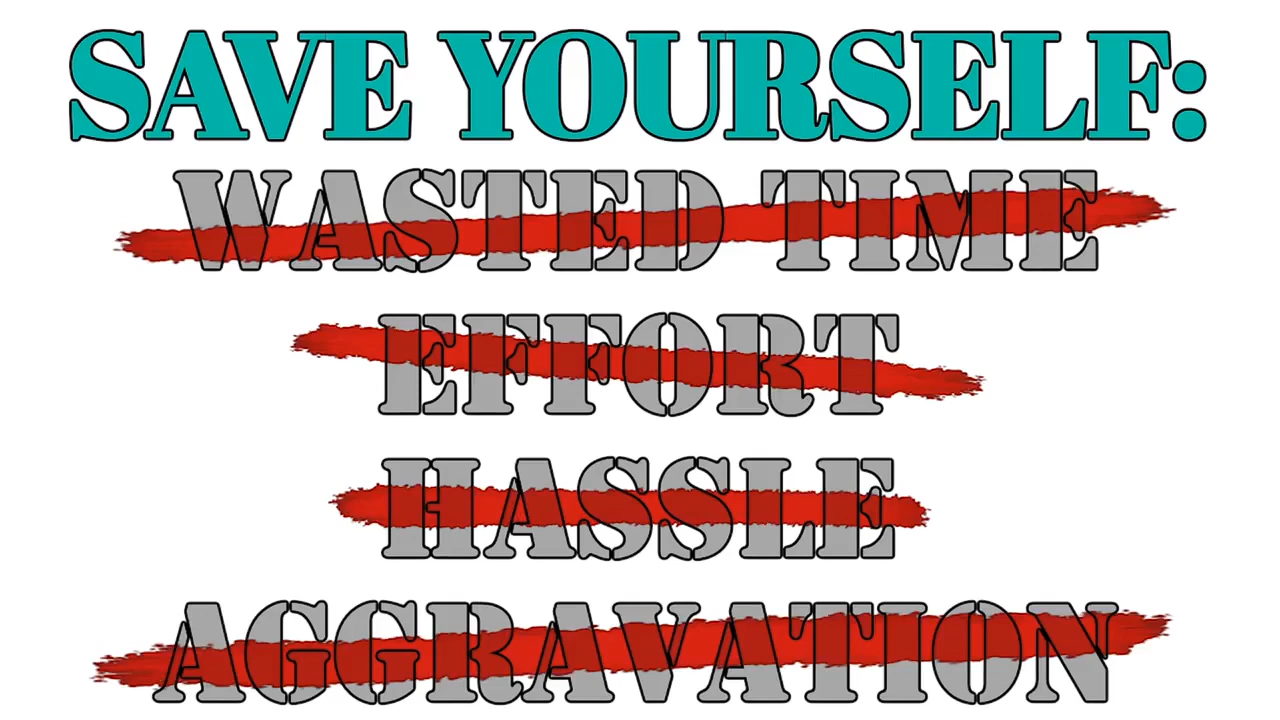 SAVE YOURSELF:
WASTED TIME
EFFORT
HASSLE
AGGRAVATION